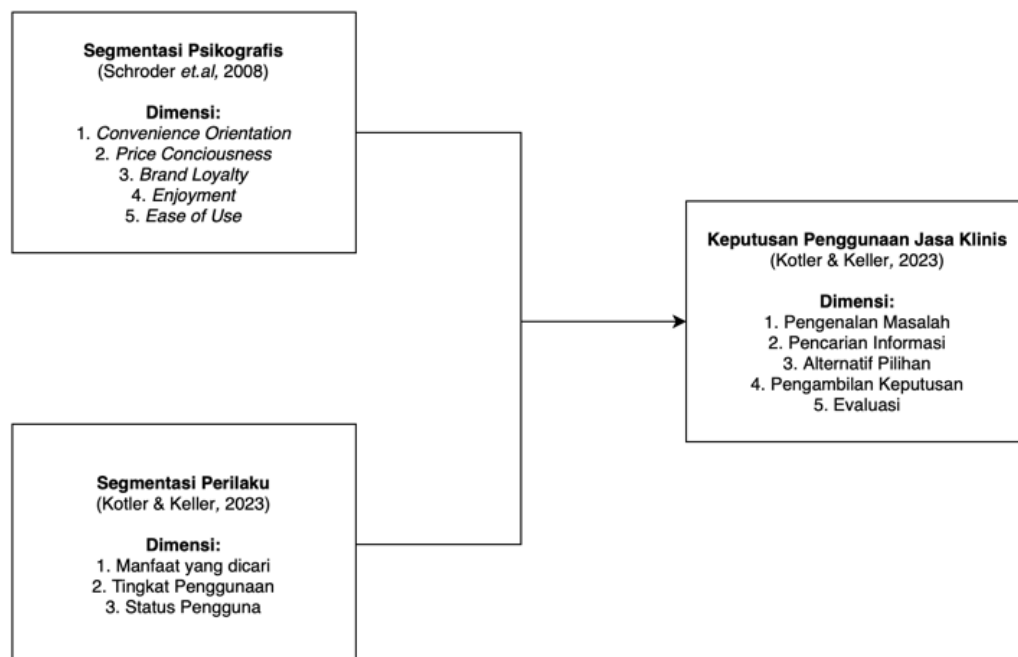 Segmentasi Psikografis
(Schroder et.al, 2008)
Dimensi:
1. Convenience Orientation
2. Price Conciousness
3. Brand Loyalty
4. Enjoyment
5. Ease of Use
Keputusan Penggunaan Jasa Klinis
(Kotler & Keller, 2023)
Dimensi:
1. Pengenalan Masalah
2. Pencarian Informasi
3. Alternatif Pilihan
4. Pengambilan Keputusan
5. Evaluasi
Segmentasi Perilaku
(Kotler & Keller, 2023)
Dimensi:
1. Manfaat yang dicari
2. Tingkat Penggunaan
3. Status Pengguna